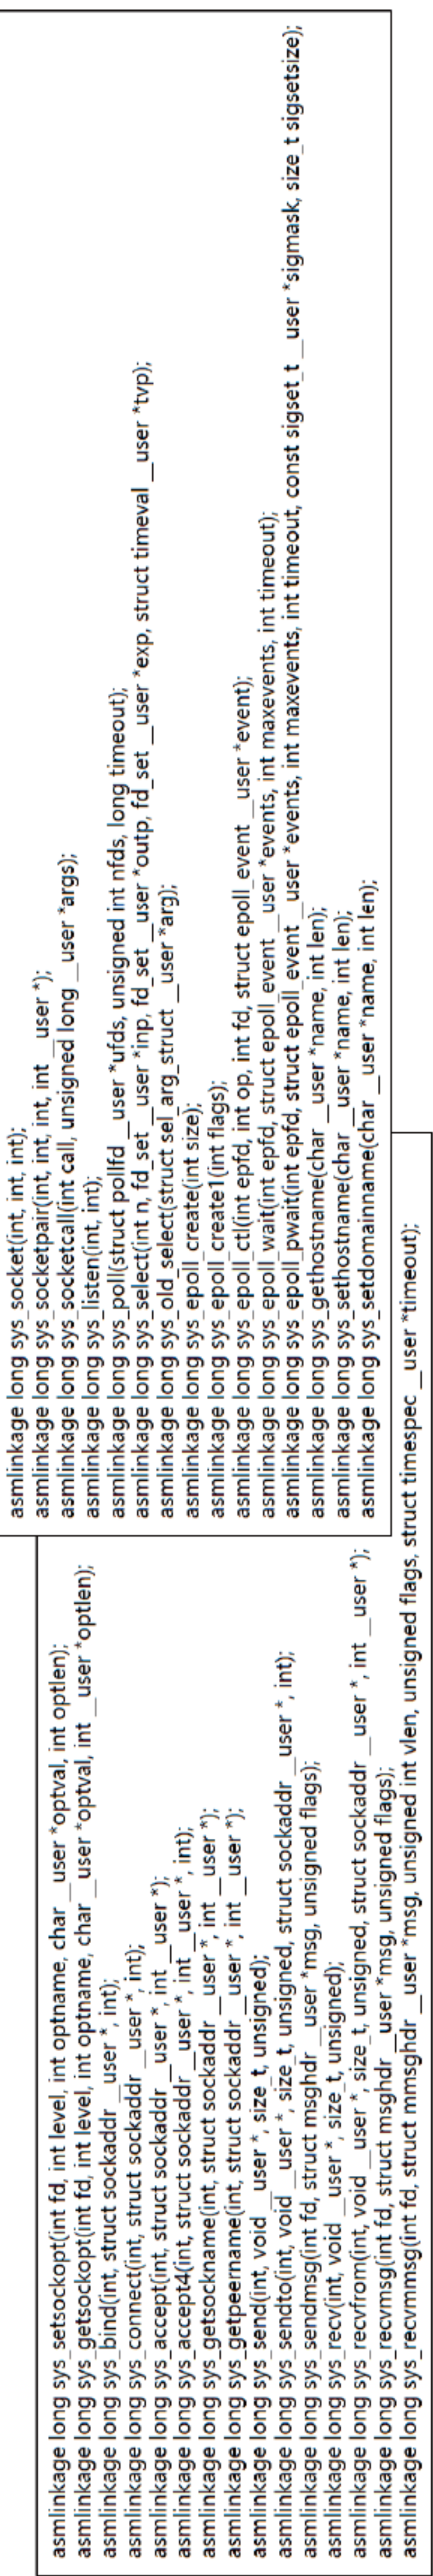 asmlinkage long sys_setsockopt(int fd, int level, int optname, char __user *optval, int optlen);
asmlinkage long sys_getsockopt(int fd, int level, int optname, char __user *optval, int __user *optlen);
asmlinkage long sys_bind(int, struct sockaddr __user *, int);
asmlinkage long sys_connect(int, struct sockaddr __user *, int);
asmlinkage long sys_accept(int, struct sockaddr __user *, int __user *);
asmlinkage long sys_accept4(int, struct sockaddr __user *, int __user *, int);
asmlinkage long sys_getsockname(int, struct sockaddr __user *, int __user *);
asmlinkage long sys_getpeername(int, struct sockaddr __user *, int __user *);
asmlinkage long sys_send(int, void __user *, size_t, unsigned);
asmlinkage long sys_sendto(int, void __user *, size_t, unsigned, struct sockaddr __user *, int);
asmlinkage long sys_sendmsg(int fd, struct msghdr __user *msg, unsigned flags);
asmlinkage long sys_recv(int, void __user *, size_t, unsigned);
asmlinkage long sys_recvfrom(int, void __user *, size_t, unsigned, struct sockaddr __user *, int __user *);
asmlinkage long sys_recvmsg(int fd, struct msghdr __user *msg, unsigned flags);
asmlinkage long sys_recvmmsg(int fd, struct mmsghdr __user *msg, unsigned int vlen, unsigned flags, struct timespec __user *timeout);
asmlinkage long sys_socket(int, int, int);
asmlinkage long sys_socketpair(int, int, int, int __user *);
asmlinkage long sys_socketcall(int call, unsigned long __user *args);
asmlinkage long sys_listen(int, int);
asmlinkage long sys_poll(struct pollfd __user *ufds, unsigned int nfds, long timeout);
asmlinkage long sys_select(int n, fd_set __user *inp, fd_set __user *outp, fd_set __user *exp, struct timeval __user *tvp);
asmlinkage long sys_old_select(struct sel_arg_struct __user *arg);
asmlinkage long sys_epoll_create(int size);
asmlinkage long sys_epoll_create1(int flags);
asmlinkage long sys_epoll_ctl(int epfd, int op, int fd, struct epoll_event __user *event);
asmlinkage long sys_epoll_wait(int epfd, struct epoll_event __user *events, int maxevents, int timeout);
asmlinkage long sys_epoll_pwait(int epfd, struct epoll_event __user *events, int maxevents, int timeout, const sigset_t __user *sigmask, size_t sigsetsize);
asmlinkage long sys_gethostname(char __user *name, int len);
asmlinkage long sys_sethostname(char __user *name, int len);
asmlinkage long sys_setdomainname(char __user *name, int len);